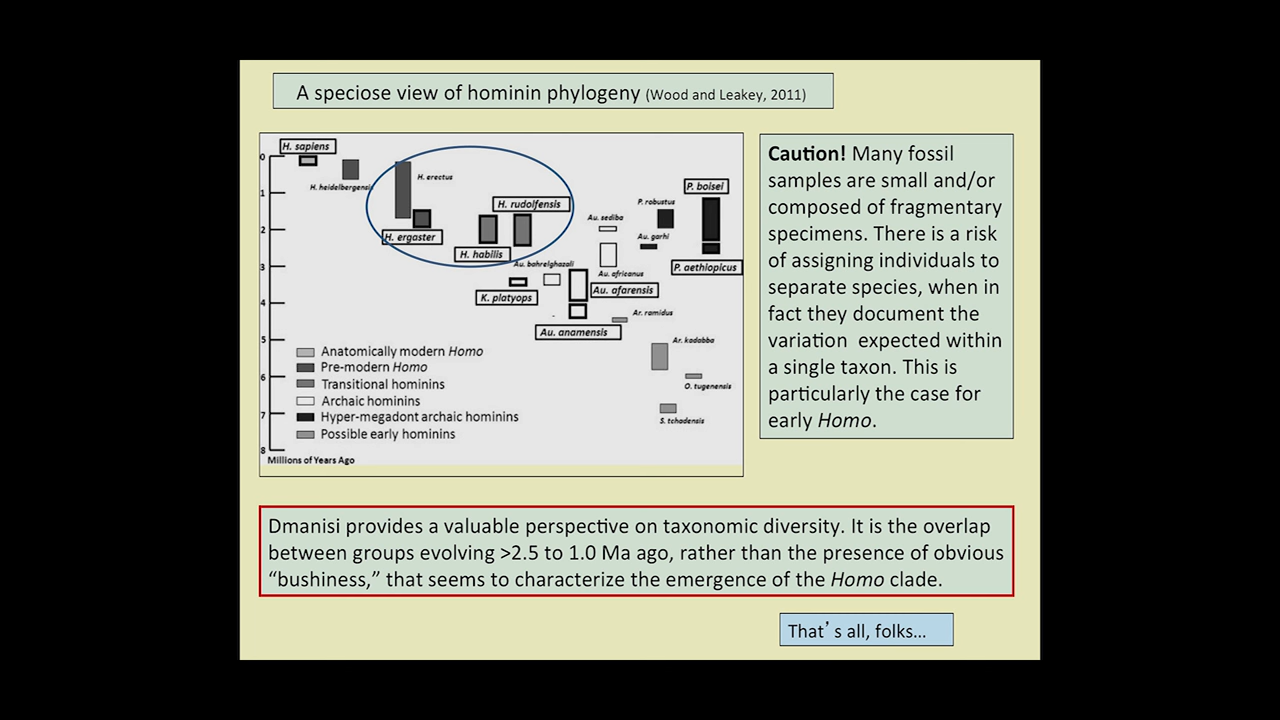 A speciose view of hominin phylogeny (Wood and Leakey, 2011)
H. sapiens
0
H. heidelbergensis
H. erectus
1
P. boisei
H. rudolfensis
P. robustus
Au. sediba
2
H. ergaster
Au. garhi
H. habilis
3
Au. bahrelghazali
Au. africanus
P. aethiopicus
K. platyops
Au. afarensis
4
Ar. ramidus
Au. anamensis
5
Ar. kadabba
6
O. tugenensis
7
S. tchadensis
8
Anatomically modern Homo
Pre-modern Homo
Transitional hominins
Archaic hominins
Hyper-megadont archaic hominins
Possible early hominins
Millions of Years Ago
Caution! Many fossil
samples are small and/or
composed of fragmentary
specimens. There is a risk
of assigning individuals to
separate species, when in
fact they document the
variation expected within
a single taxon. This is
particularly the case for
early Homo.
Dmanisi provides a valuable perspective on taxonomic diversity. It is the overlap
between groups evolving >2.5 to 1.0 Ma ago, rather than the presence of obvious
“bushiness,” that seems to characterize the emergence of the Homo clade.
That’s all, folks…